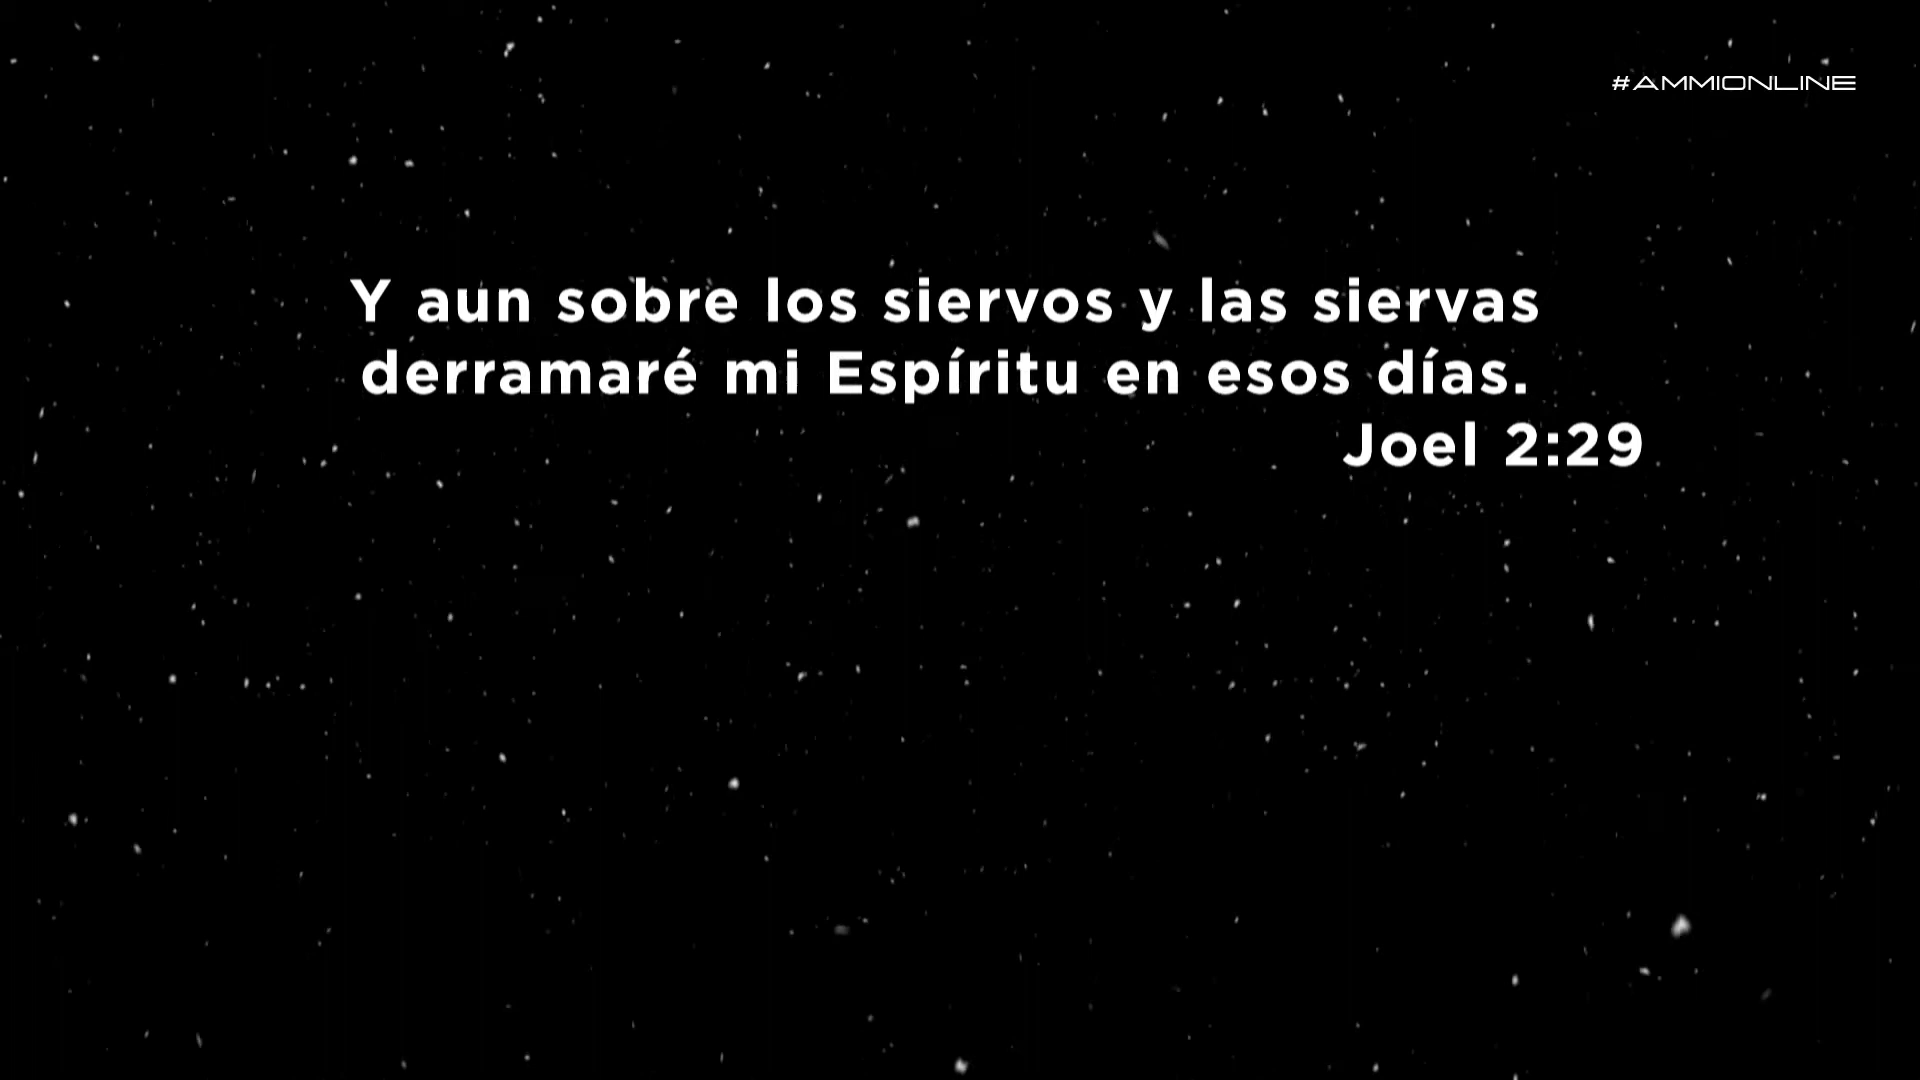 #AMMIONLINE
Y aun sobre los siervos y las siervas
derramaré mi Espíritu en esos días.
Joel 2:29